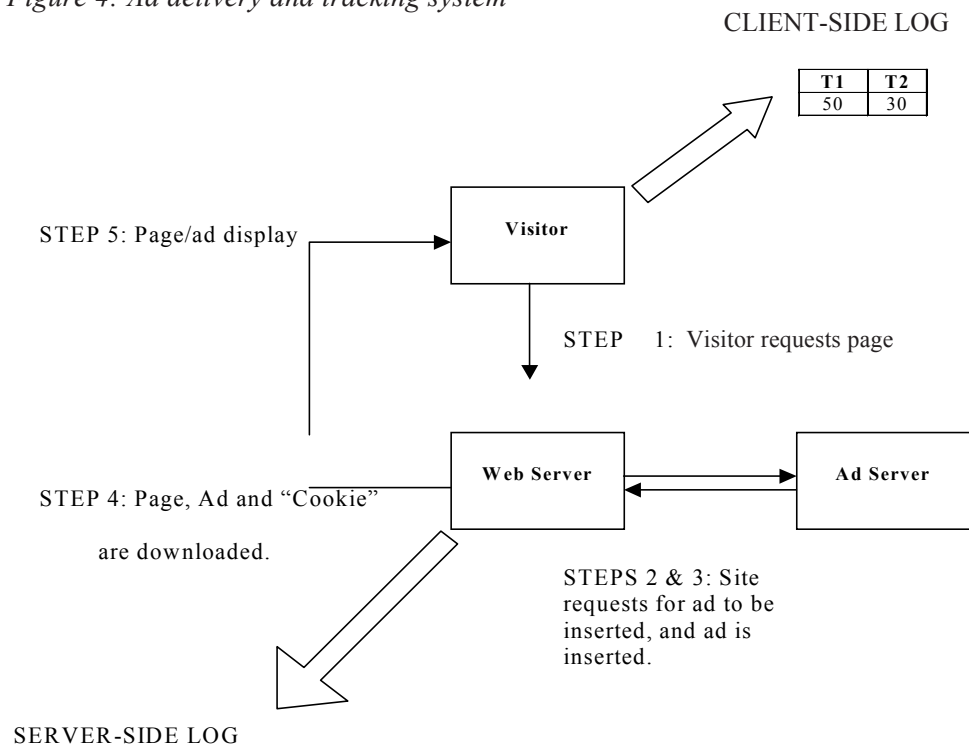 Figure 4: Ad delivery and tracking system
CLIENT-SIDE LOG
T1 T2
50 30
Visitor
STEP 5: Page/ad display
STEP 1: Visitor requests page
Web Server
Ad Server
STEP 4: Page, Ad and “Cookie”
are downloaded.
STEPS 2 & 3: Site
requests for ad to be
inserted, and ad is
inserted.
SERVER-SIDE LOG